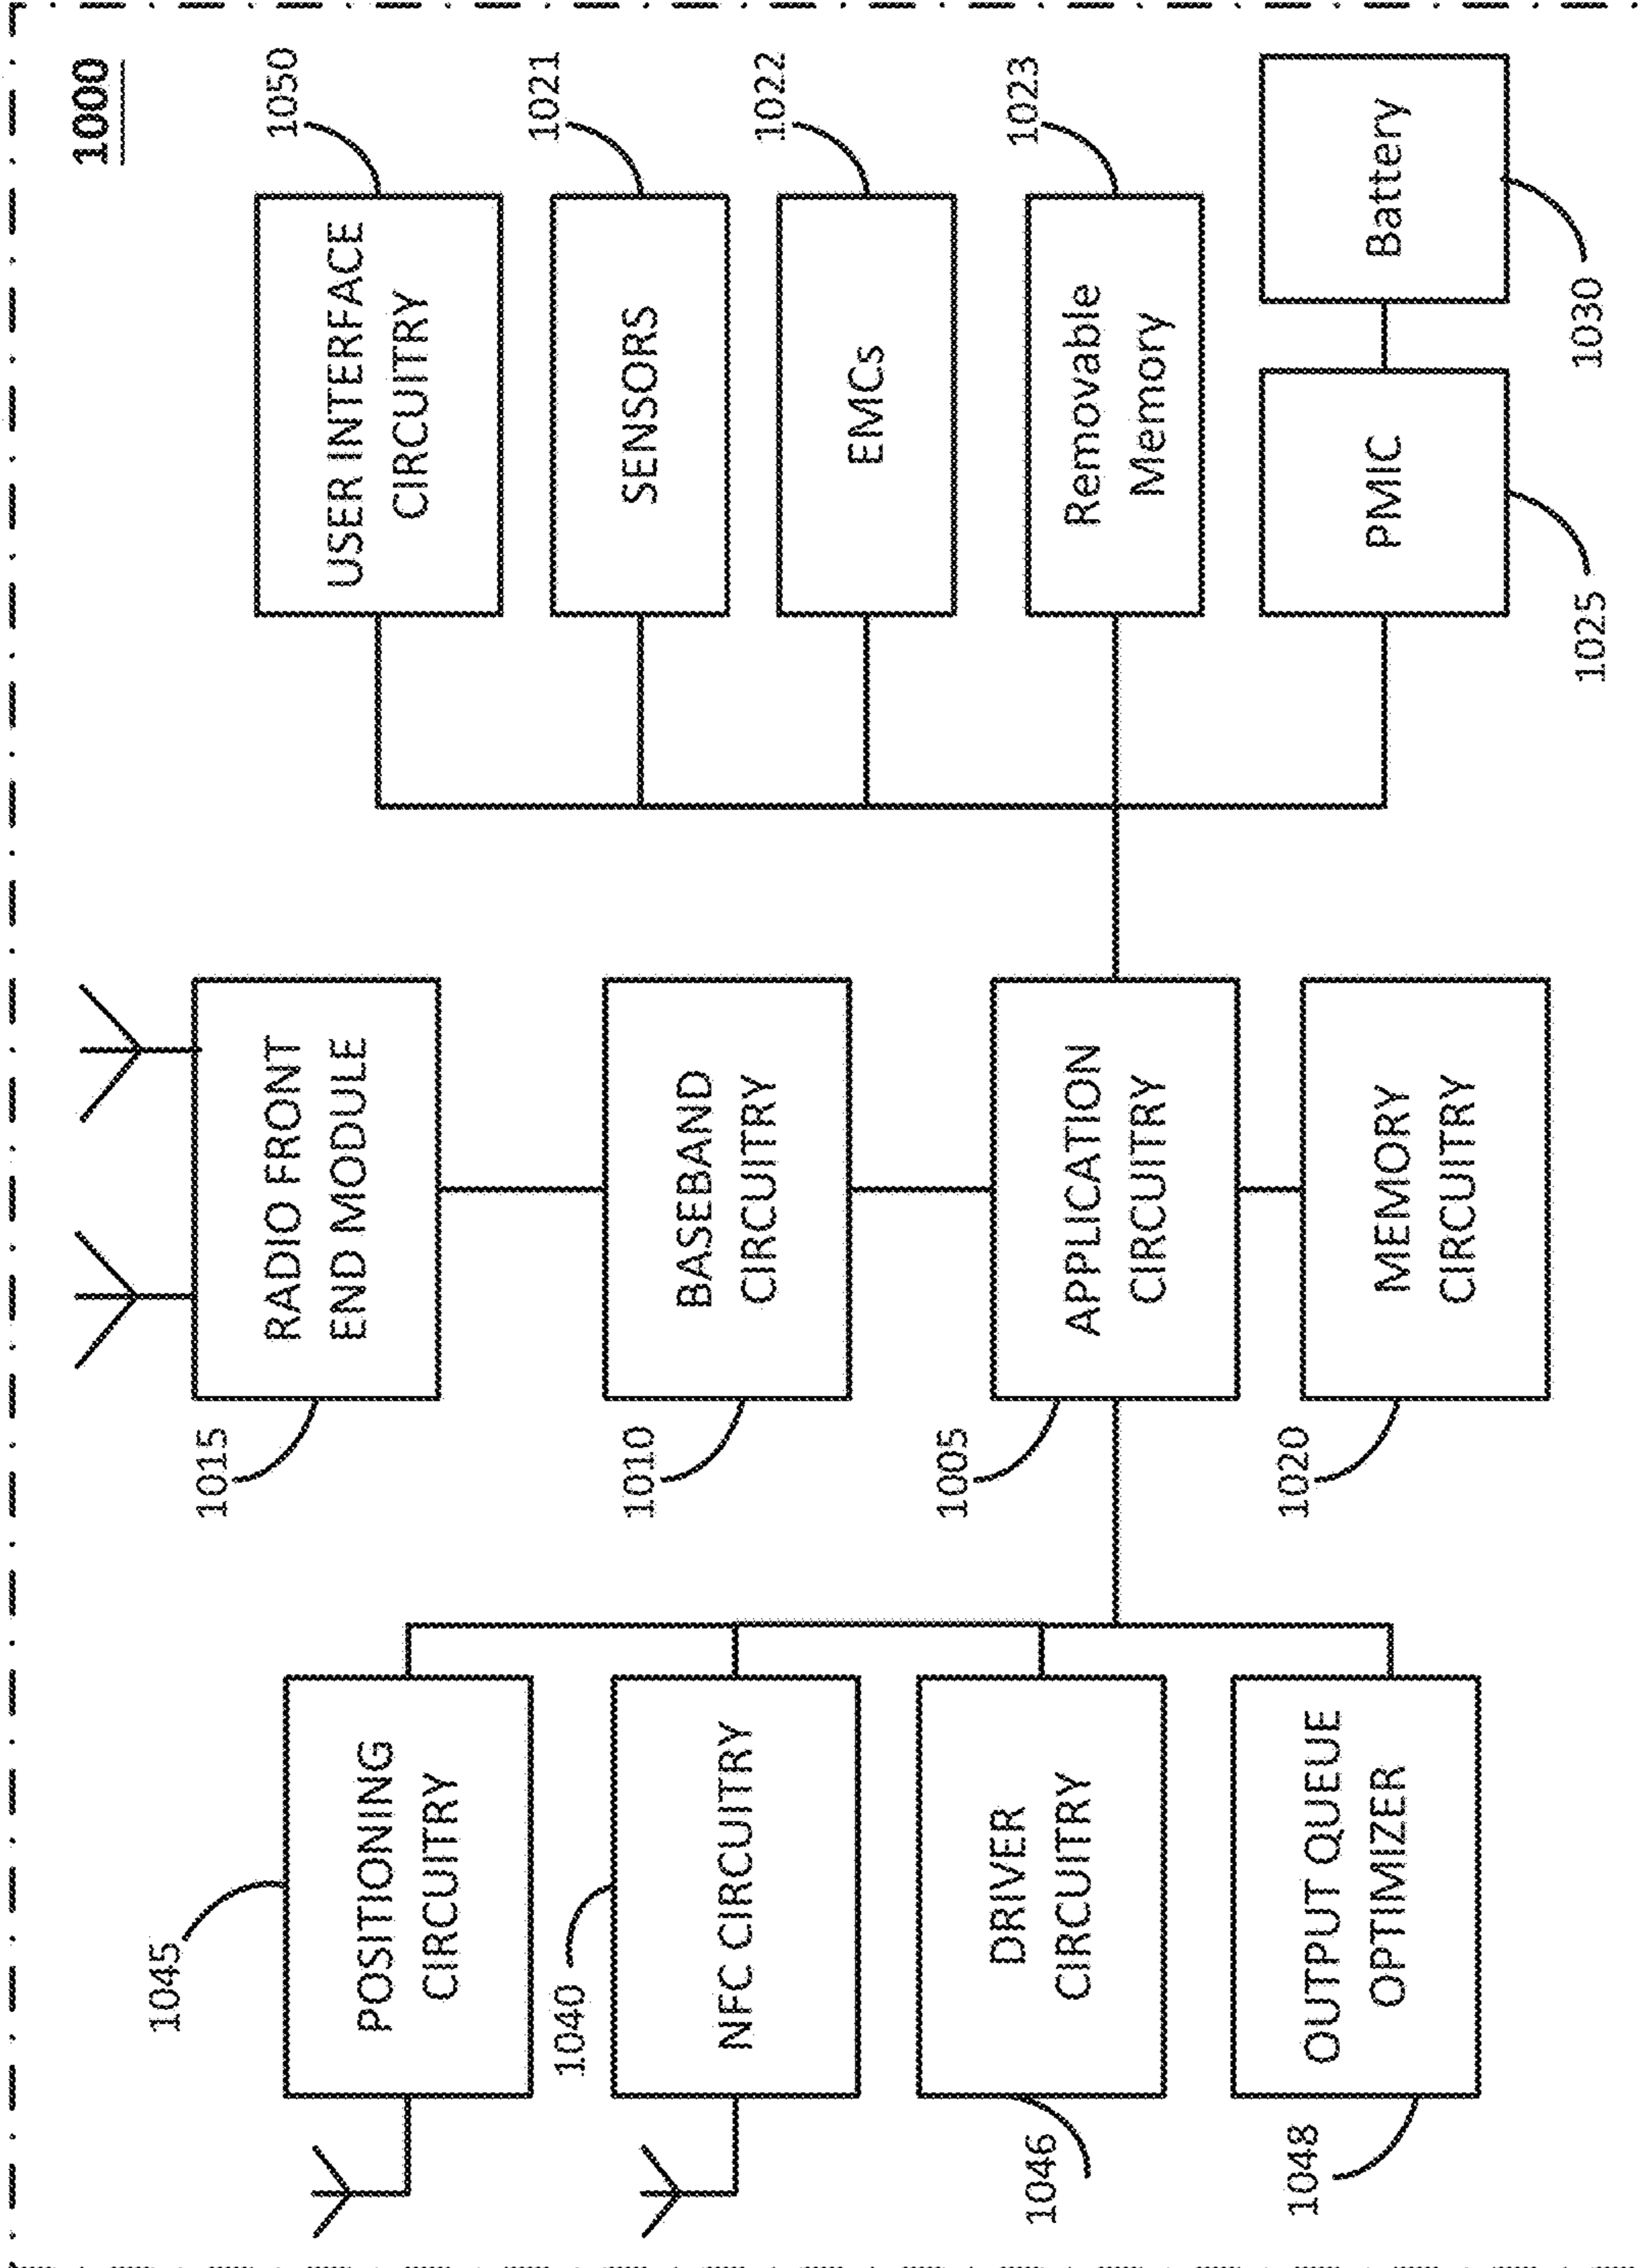 1000
1045
POSITIONING
CIRCUITRY
1040
NFC CIRCUITRY
1046
DRIVER
CIRCUITRY
1048
OUTPUT QUEUE
OPTIMIZER
1015
RADIO FRONT
END MODULE
1010
BASEBAND
CIRCUITRY
1005
APPLICATION
CIRCUITRY
1020
MEMORY
CIRCUITRY
1050
USER INTERFACE
CIRCUITRY
1021
SENSORS
1022
EMCs
1023
Removable
Memory
1025
PMIC
1030
Battery